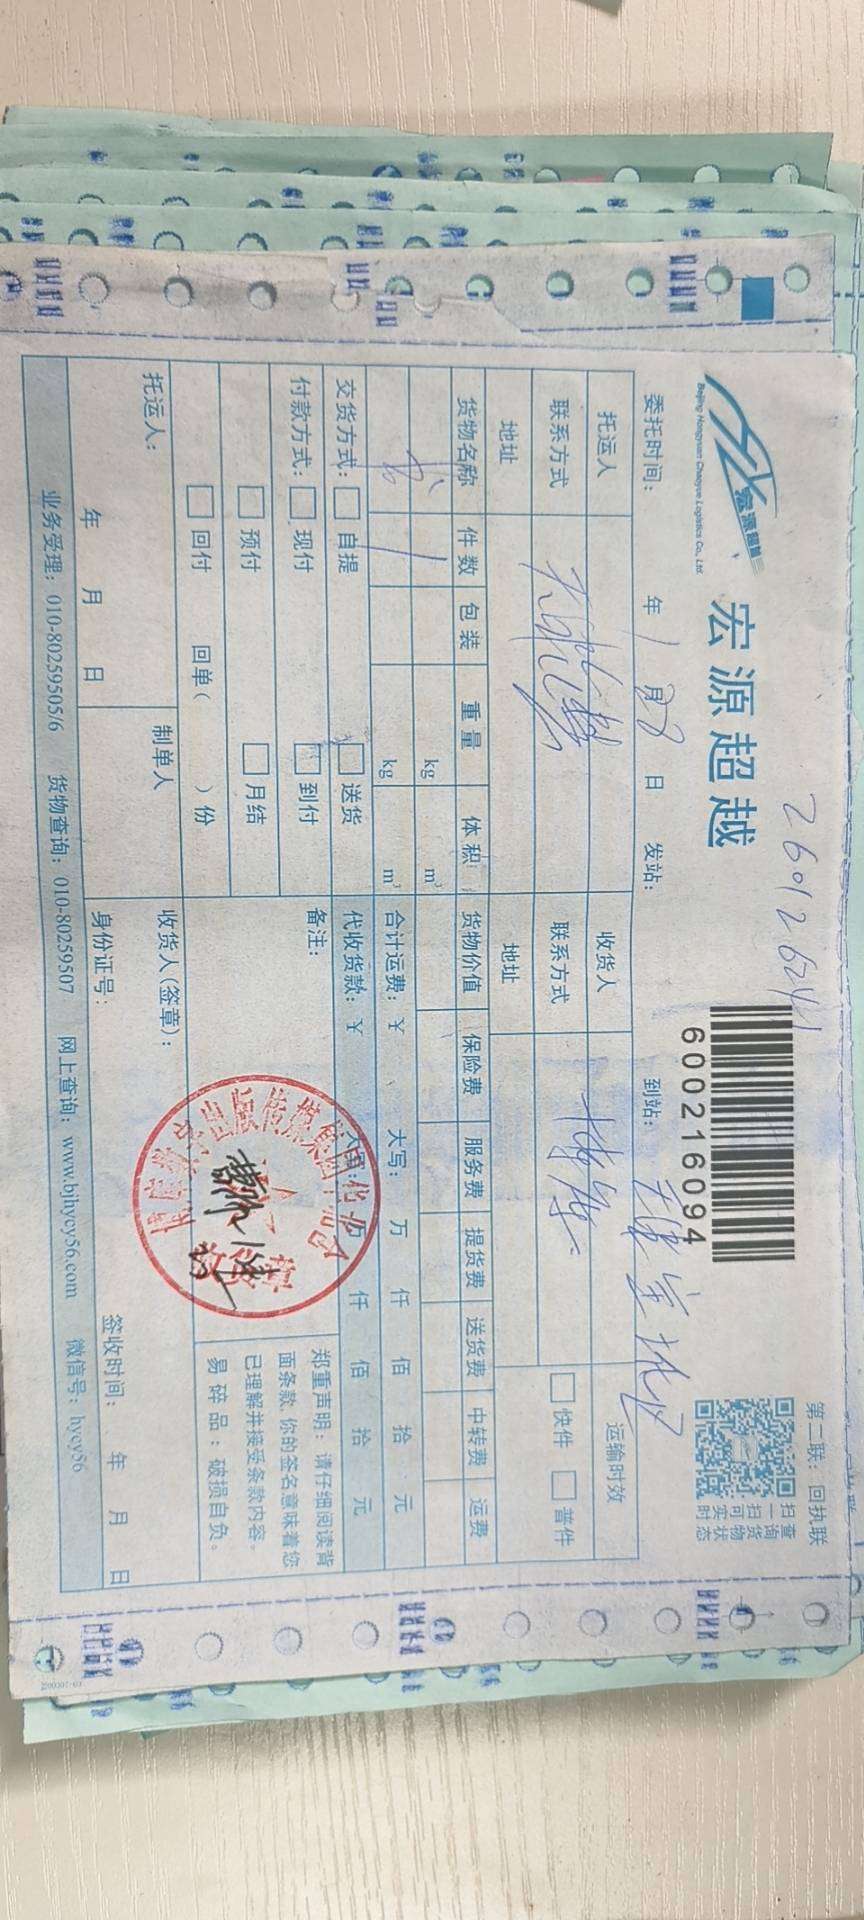 2601262411
第二联：回执联
宏源超越
Beijing Hongyuan Chaoyue Logistics Co., Ltd.
宏源超越
600216094
扫一扫 可实时
查询货物状态
委托时间： 年 1 月 28 日 发站： 到站：
托运人 收货人 运输时效
联系方式 联系方式 快件 普件
地址 地址
货物名称 件数 包装 重量 体积 货物价值 保险费 服务费 提货费 送货费 中转费 运费
1 kg m³
kg m³ 合计运费：￥ 大写： 万 仟 佰 拾 元
交货方式： 自提 送货 代收货款：￥ 大写： 万 仟 佰 拾 元
付款方式： 现付 到付 备注：
预付 月结
回付 回单（ ）份
郑重声明：请仔细阅读背
面条款，你的签名意味着您
已理解并接受条款内容。
易碎品：破损自负。
托运人： 制单人 收货人（签章）：
年 月 日 身份证号： 签收时间： 年 月 日
业务受理：010-80259505/6 货物查询：010-80259507 网上查询：www.bjhycy56.com 微信号：hycy56